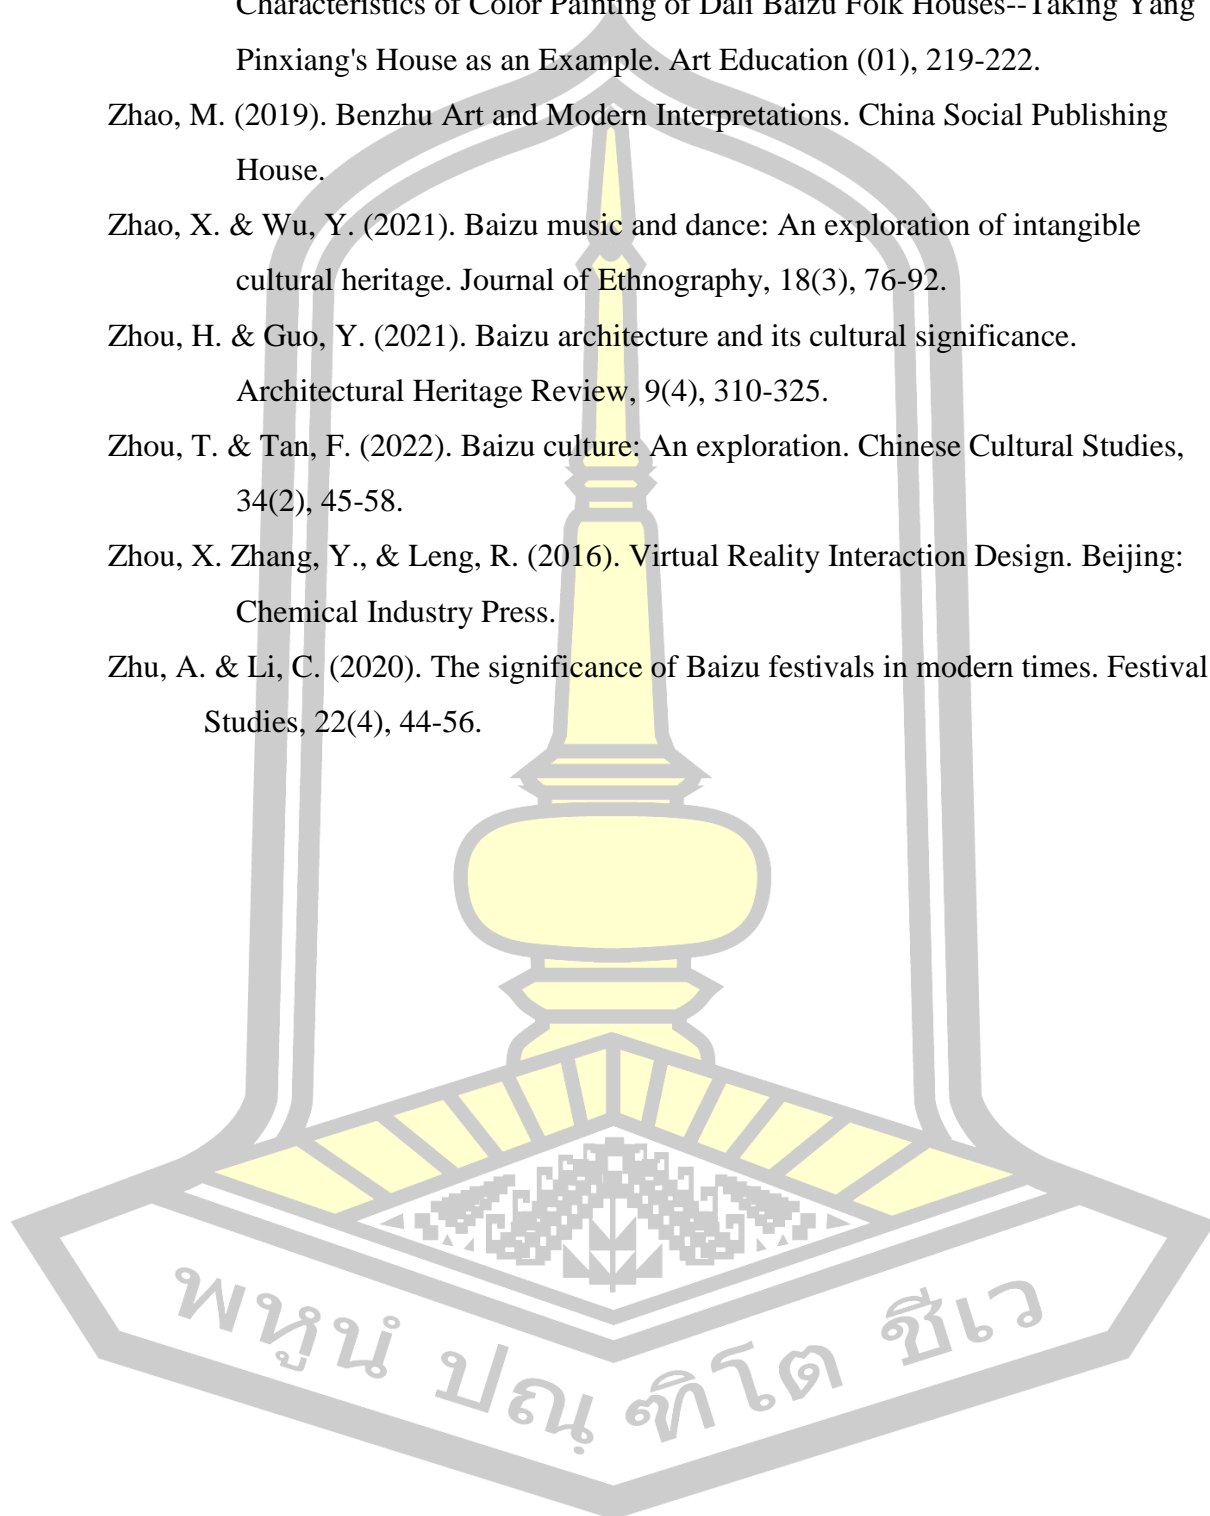 Characteristics of Color Painting of Dali Baizu Folk Houses--Taking Yang
Pinxiang's House as an Example. Art Education (01), 219-222.
Zhao, M. (2019). Benzhu Art and Modern Interpretations. China Social Publishing
House.
Zhao, X. & Wu, Y. (2021). Baizu music and dance: An exploration of intangible
cultural heritage. Journal of Ethnography, 18(3), 76-92.
Zhou, H. & Guo, Y. (2021). Baizu architecture and its cultural significance.
Architectural Heritage Review, 9(4), 310-325.
Zhou, T. & Tan, F. (2022). Baizu culture: An exploration. Chinese Cultural Studies,
34(2), 45-58.
Zhou, X. Zhang, Y., & Leng, R. (2016). Virtual Reality Interaction Design. Beijing:
Chemical Industry Press.
Zhu, A. & Li, C. (2020). The significance of Baizu festivals in modern times. Festival
Studies, 22(4), 44-56.
พหูนํ ปณฺฑิโต ชีเว